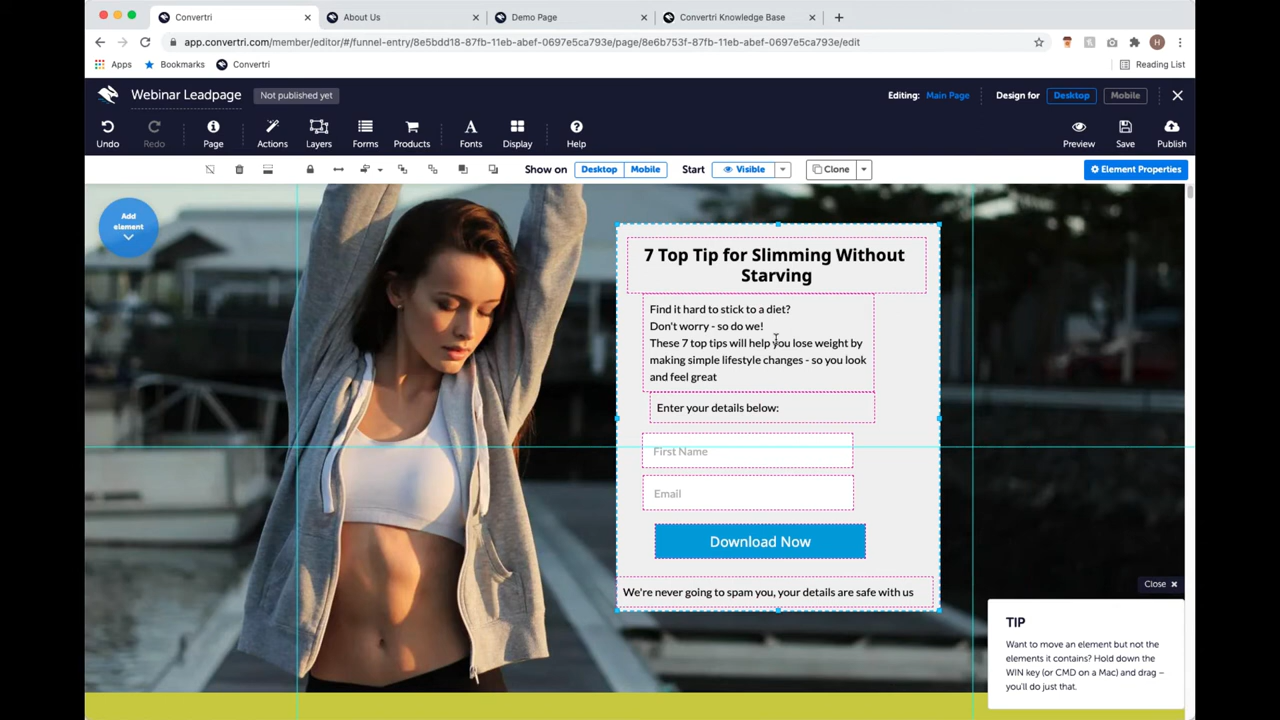 Convertri
About Us
Demo Page
Convertri Knowledge Base
app.convertri.com/member/editor/#/funnel-entry/8e5bdd18-87fb-11eb-abef-0697e5ca793e/page/8e6b753f-87fb-11eb-abef-0697e5ca793e/edit
H
Apps
Bookmarks
Convertri
Reading List
Webinar Leadpage
Not published yet
Editing: Main Page
Design for Desktop Mobile
Undo
Redo
Page
Actions
Layers
Forms
Products
Fonts
Display
Help
Preview
Save
Publish
Show on Desktop Mobile
Start Visible
Clone
Element Properties
Add
element
7 Top Tip for Slimming Without
Starving
Find it hard to stick to a diet?
Don't worry - so do we!
These 7 top tips will help you lose weight by
making simple lifestyle changes - so you look
and feel great
Enter your details below:
First Name
Email
Download Now
We're never going to spam you, your details are safe with us
Close
TIP
Want to move an element but not the
elements it contains? Hold down the
WIN key (or CMD on a Mac) and drag –
you'll do just that.